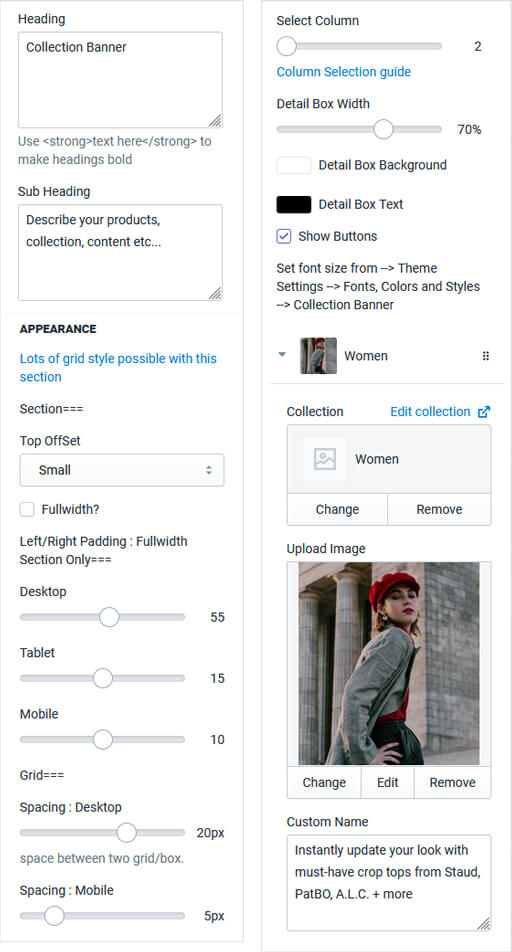 Heading
Collection Banner
Use <strong>text here</strong> to
make headings bold
Sub Heading
Describe your products,
collection, content etc...
APPEARANCE
Lots of grid style possible with this
section
Section===
Top OffSet
Small
Fullwidth?
Left/Right Padding : Fullwidth
Section Only===
Desktop
55
Tablet
15
Mobile
10
Grid===
Spacing : Desktop
20px
space between two grid/box.
Spacing : Mobile
5px
Select Column
2
Column Selection guide
Detail Box Width
70%
Detail Box Background
Detail Box Text
Show Buttons
Set font size from --> Theme
Settings --> Fonts, Colors and Styles
--> Collection Banner
Women
Collection Edit collection
Women
Change Remove
Upload Image
Change Edit Remove
Custom Name
Instantly update your look with
must-have crop tops from Staud,
PatBO, A.L.C. + more